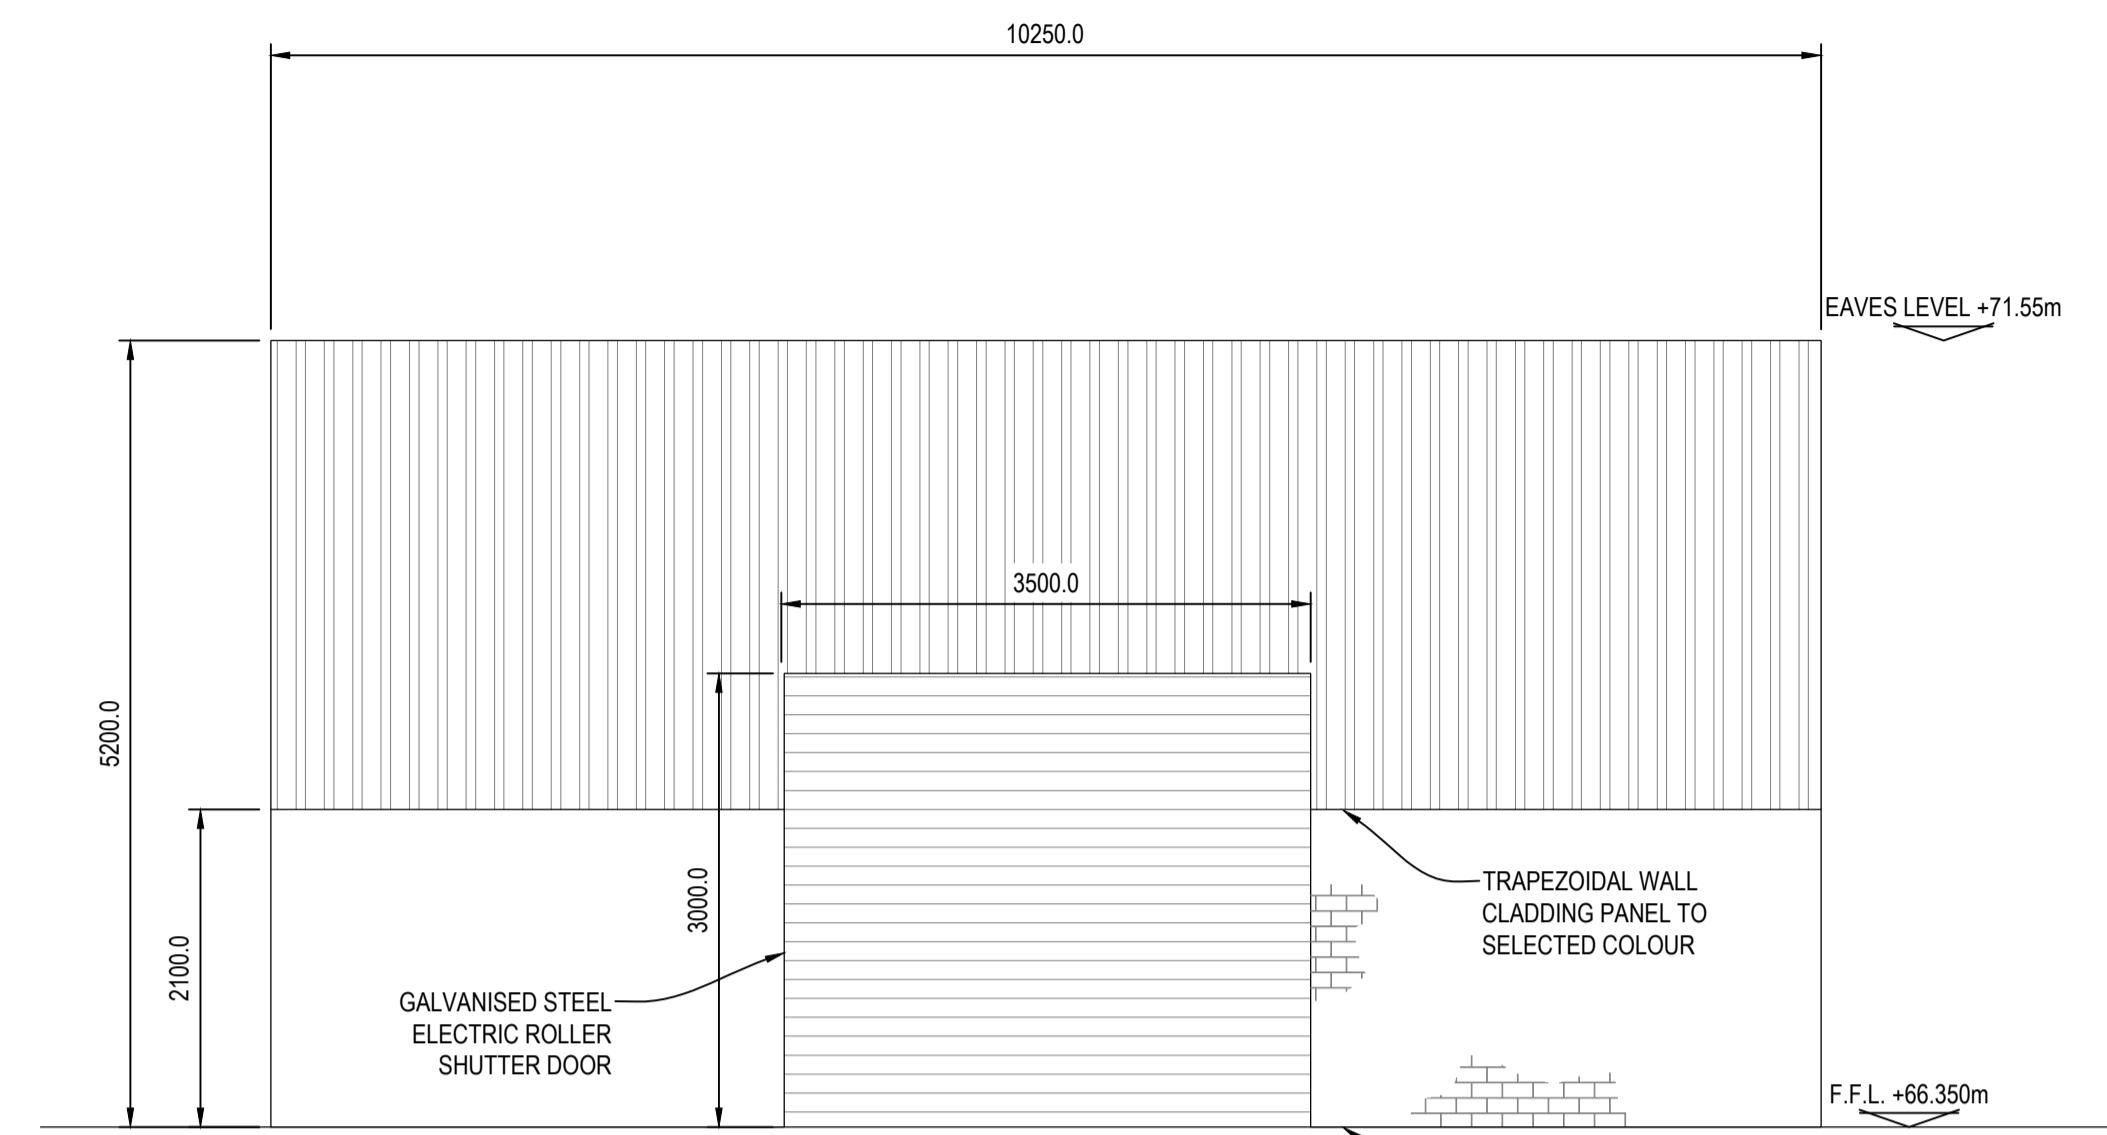 10250.0
EAVES LEVEL +71.55m
3500.0
5200.0
3000.0
2100.0
TRAPEZOIDAL WALL
CLADDING PANEL TO
SELECTED COLOUR
GALVANISED STEEL
ELECTRIC ROLLER
SHUTTER DOOR
F.F.L. +66.350m